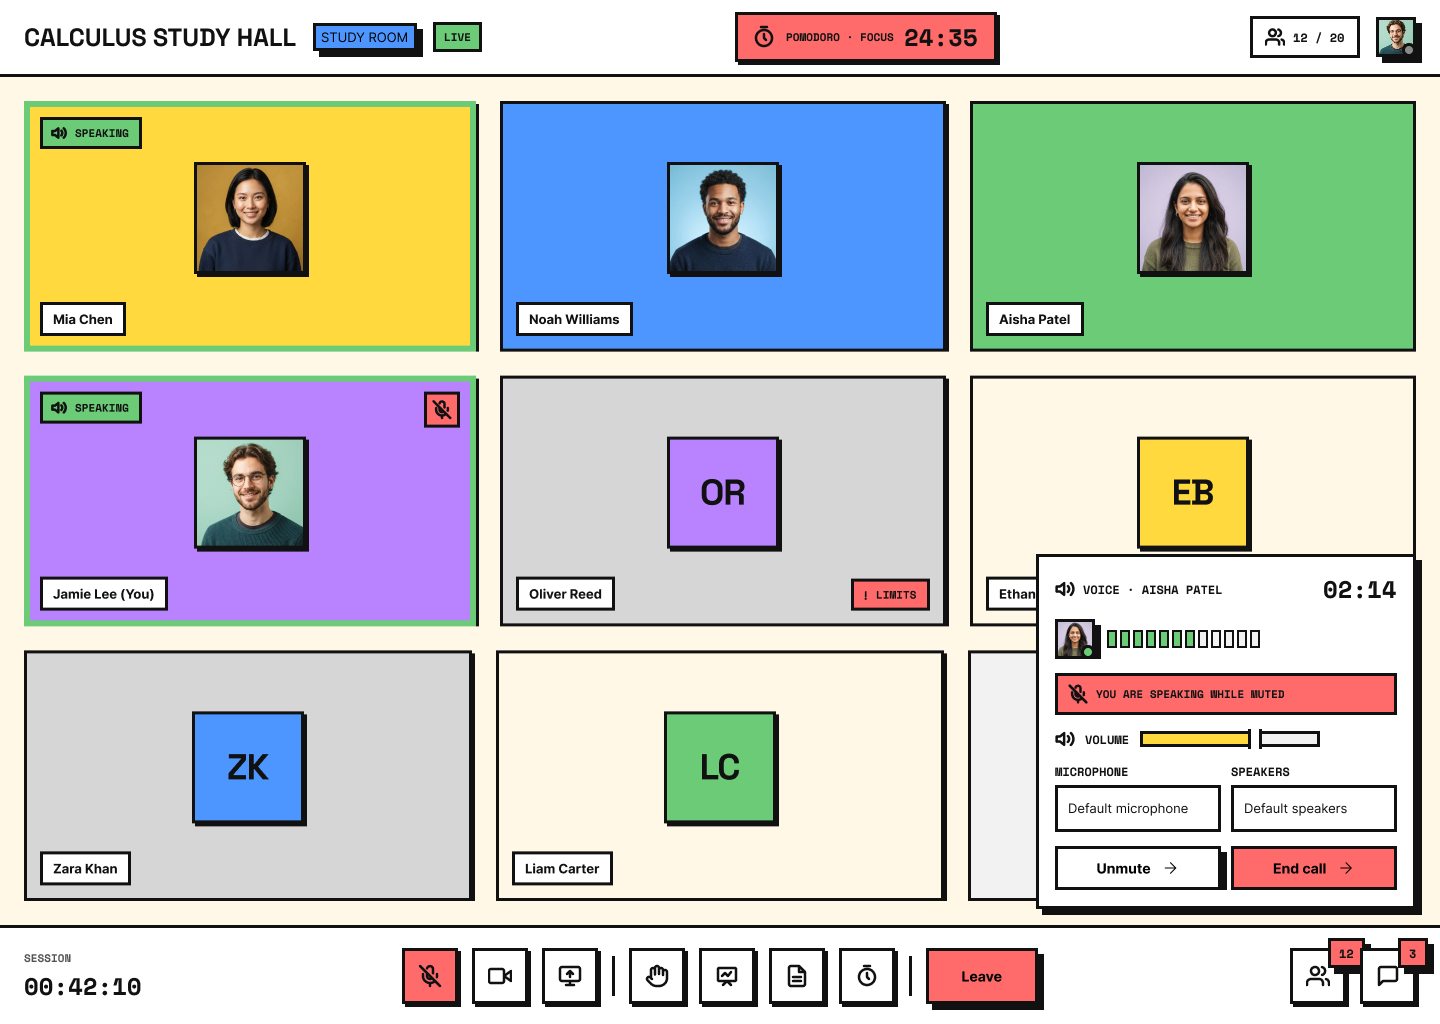 CALCULUS STUDY HALL
STUDY ROOM
LIVE
POMODORO · FOCUS 24:35
12 / 20
SPEAKING
Mia Chen
Noah Williams
Aisha Patel
SPEAKING
Jamie Lee (You)
OR
Oliver Reed
! LIMITS
EB
Ethan
ZK
Zara Khan
LC
Liam Carter
VOICE · AISHA PATEL 02:14
YOU ARE SPEAKING WHILE MUTED
VOLUME
MICROPHONE
SPEAKERS
Default microphone
Default speakers
Unmute →
End call →
SESSION
00:42:10
Leave
12
3